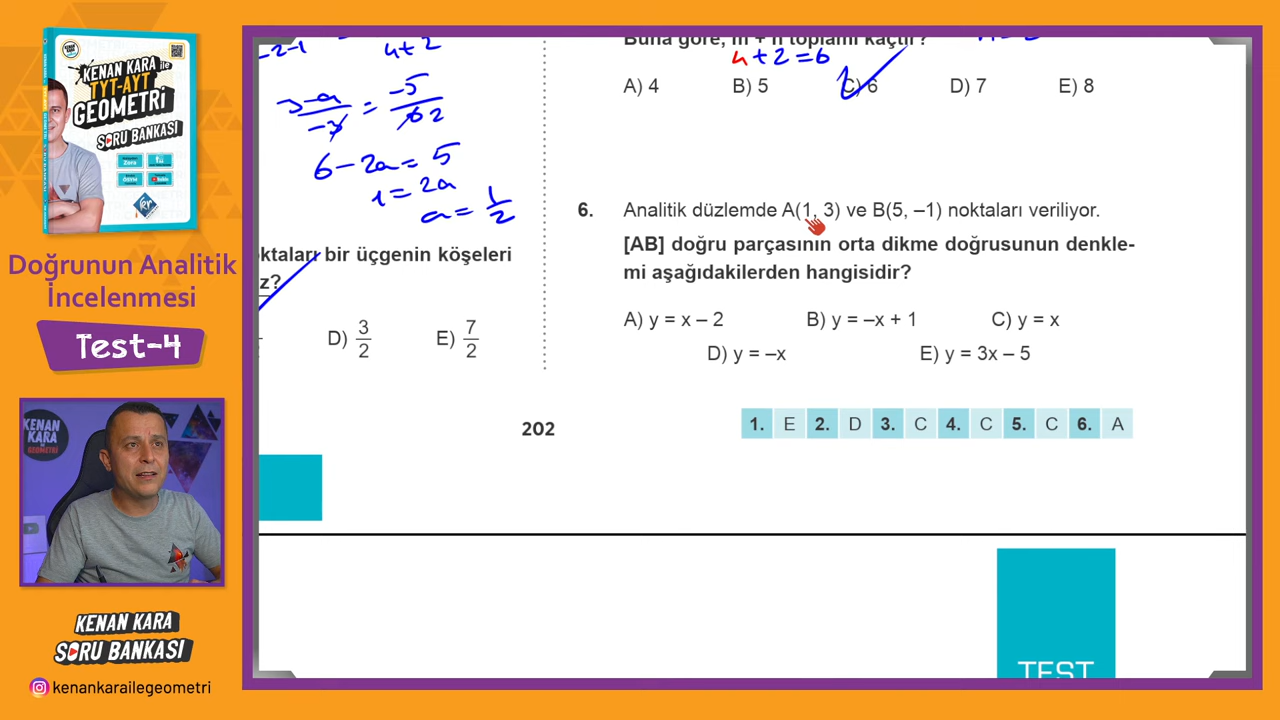 KENAN KARA ile
TYT-AYT
GEOMETRİ
SORU BANKASI
kr
Doğrunun Analitik
İncelenmesi
Test-4
KENAN
KARA
GEOMETRİ
KENAN KARA
SORU BANKASI
kenankarailegeometri
4+2
= -5
6 - 2a = 5
1 = 2a
a = 1/2
ktaları bir üçgenin köşeleri
z?
D) 3/2 E) 7/2
202
Buna göre, m + n toplamı kaçtır?
4+2=6
A) 4 B) 5 C) 6 D) 7 E) 8
6. Analitik düzlemde A(1, 3) ve B(5, –1) noktaları veriliyor.
[AB] doğru parçasının orta dikme doğrusunun denkle-
mi aşağıdakilerden hangisidir?
A) y = x – 2 B) y = –x + 1 C) y = x
D) y = –x E) y = 3x – 5
1. E 2. D 3. C 4. C 5. C 6. A
TEST